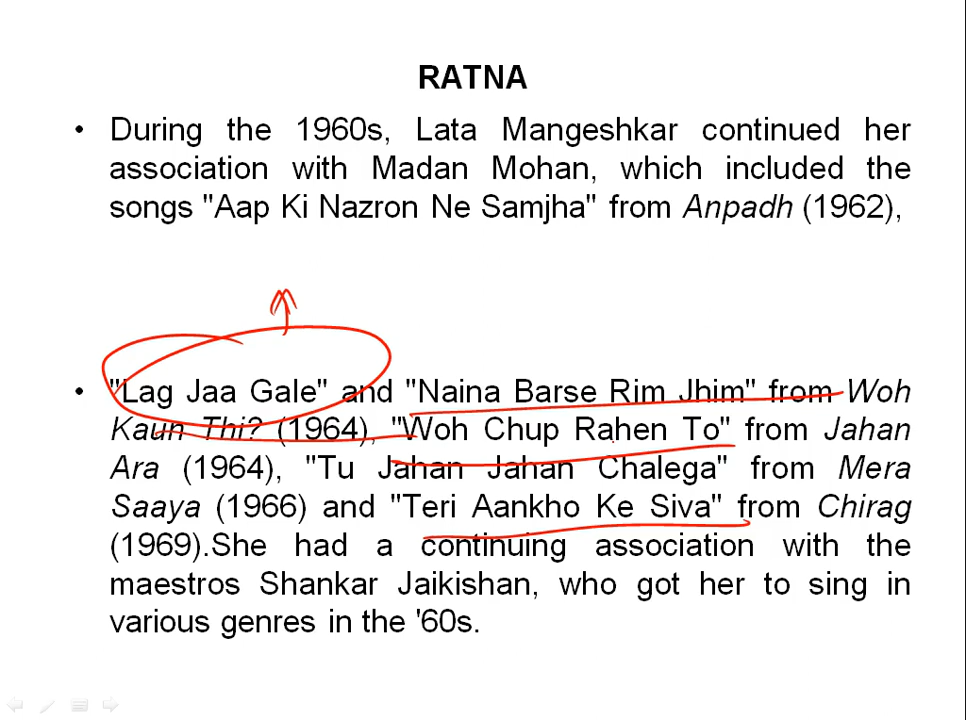 RATNA
• During the 1960s, Lata Mangeshkar continued her
association with Madan Mohan, which included the
songs "Aap Ki Nazron Ne Samjha" from Anpadh (1962),
• "Lag Jaa Gale" and "Naina Barse Rim Jhim" from Woh
Kaun Thi? (1964), "Woh Chup Rahen To" from Jahan
Ara (1964), "Tu Jahan Jahan Chalega" from Mera
Saaya (1966) and "Teri Aankho Ke Siva" from Chirag
(1969).She had a continuing association with the
maestros Shankar Jaikishan, who got her to sing in
various genres in the '60s.